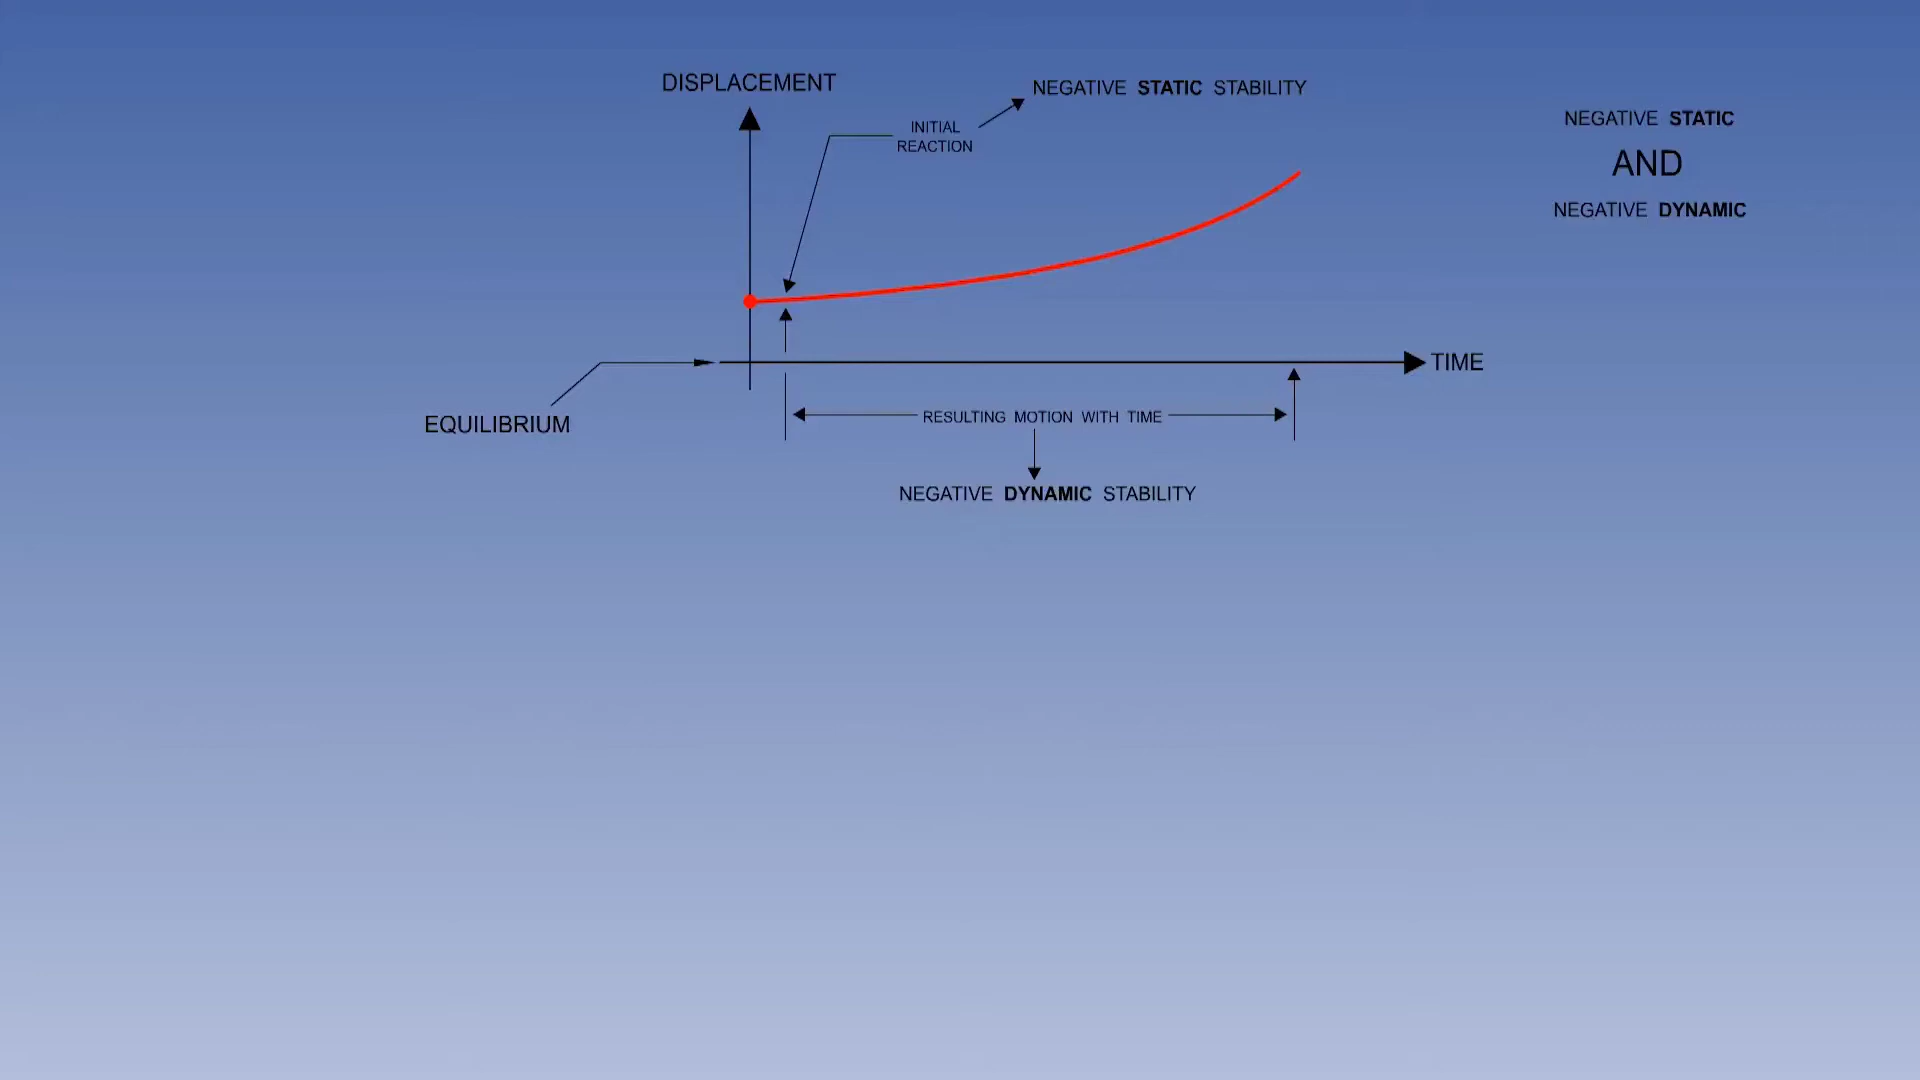 DISPLACEMENT
NEGATIVE STATIC STABILITY
INITIAL
REACTION
NEGATIVE STATIC
AND
NEGATIVE DYNAMIC
TIME
EQUILIBRIUM
RESULTING MOTION WITH TIME
NEGATIVE DYNAMIC STABILITY